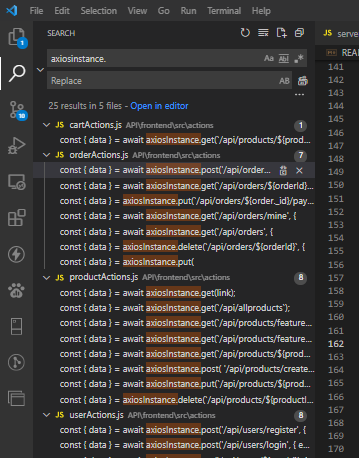 File Edit Selection View Go Run Terminal Help
SEARCH
JS serve
axiosinstance. Aa Abl .*
READ
Replace AB
...
25 results in 5 files - Open in editor
JS cartActions.js API\frontend\src\actions 1
const { data } = await axiosInstance.get('/api/products/${prod
JS orderActions.js API\frontend\src\actions 7
const { data } = await axiosInstance.post('/api/order...
const { data } = await axiosInstance.get('/api/orders/${orderId}...
const { data } = axiosInstance.put('/api/orders/${order._id}/pay...
const { data } = await axiosInstance.get('/api/orders/mine', {
const { data } = await axiosInstance.get('/api/orders', {
const { data } = axiosInstance.delete('/api/orders/${orderId}', {
const { data } = await axiosInstance.put(
JS productActions.js API\frontend\src\actions 8
const { data } = await axiosInstance.get(link);
const { data } = await axiosInstance.get('/api/allproducts');
const { data } = await axiosInstance.get('/api/products/feature...
const { data } = await axiosInstance.get('/api/products/feature...
const { data } = await axiosInstance.get('/api/products/${prod...
const { data } = await axiosInstance.post( '/api/products/create...
const { data } = await axiosInstance.put('/api/products/${prod...
const { data } = axiosInstance.delete('/api/products/${productI...
JS userActions.js API\frontend\src\actions 8
const { data } = await axiosInstance.post('/api/users/register', {
const { data } = await axiosInstance.post('/api/users/login', { e...
1
10
141
142
143
144
145
146
147
148
149
150
151
152
153
154
155
156
157
158
159
160
161
162
163
164
165
166
167
168
169
170